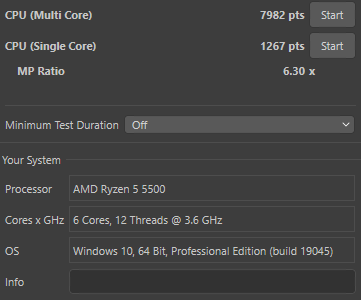 CPU (Multi Core) 7982 pts Start
CPU (Single Core) 1267 pts Start
MP Ratio 6.30 x
Minimum Test Duration Off
Your System
Processor AMD Ryzen 5 5500
Cores x GHz 6 Cores, 12 Threads @ 3.6 GHz
OS Windows 10, 64 Bit, Professional Edition (build 19045)
Info